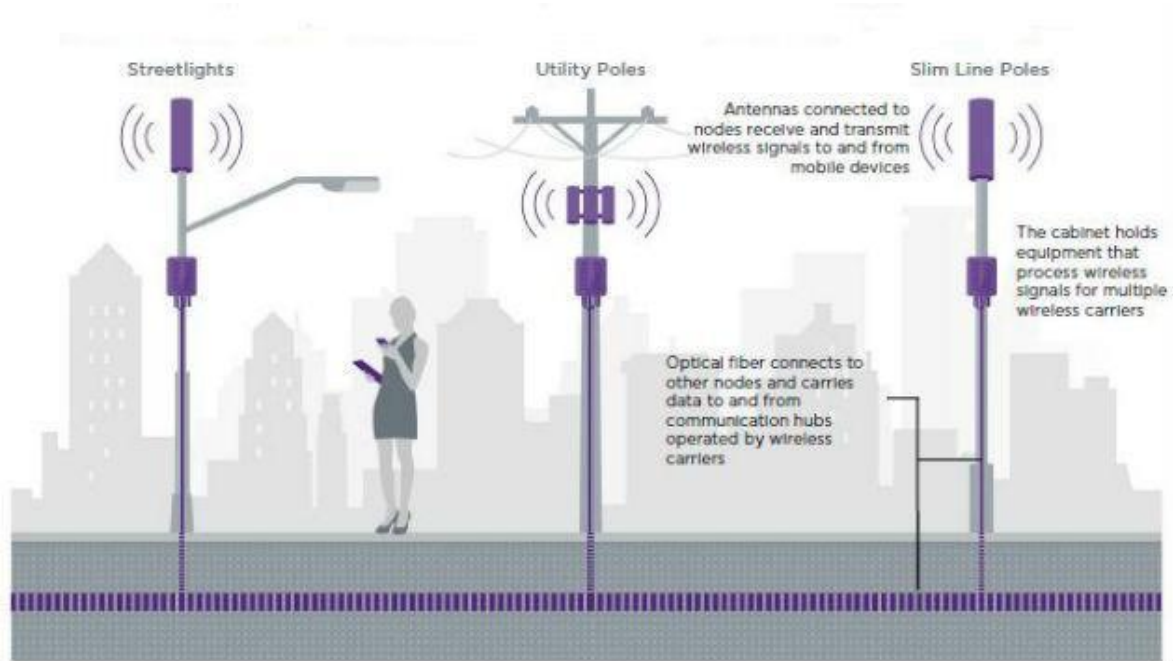 Streetlights
Utility Poles
Slim Line Poles
Antennas connected to
nodes receive and transmit
wireless signals to and from
mobile devices
The cabinet holds
equipment that
process wireless
signals for multiple
wireless carriers
Optical fiber connects to
other nodes and carries
data to and from
communication hubs
operated by wireless
carriers